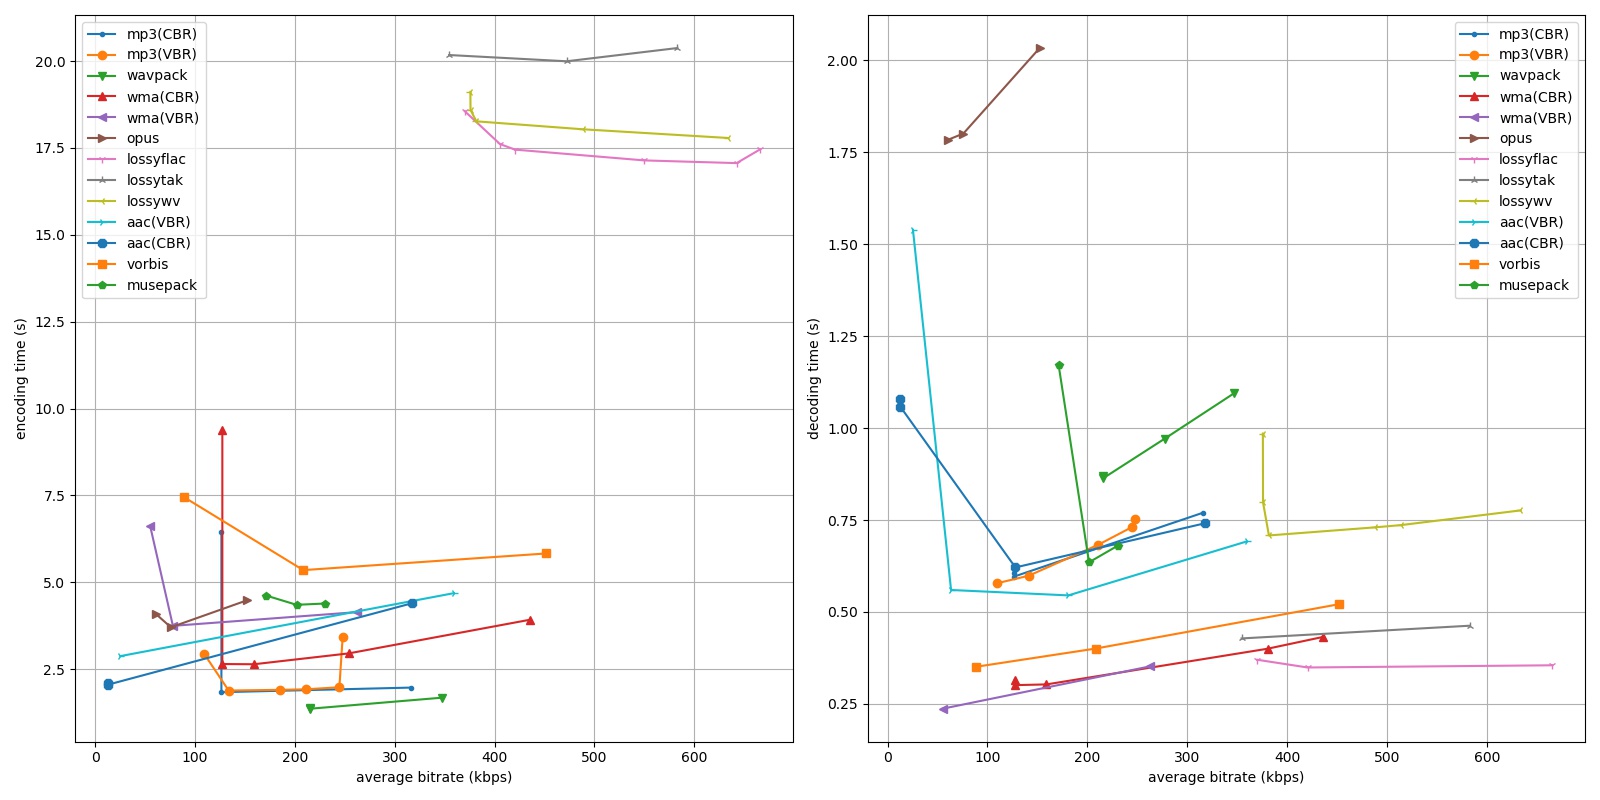 20.0
17.5
15.0
12.5
10.0
7.5
5.0
2.5
encoding time (s)
mp3(CBR)
mp3(VBR)
wavpack
wma(CBR)
wma(VBR)
opus
lossyflac
lossytak
lossywv
aac(VBR)
aac(CBR)
vorbis
musepack
0 100 200 300 400 500 600
average bitrate (kbps)
2.00
1.75
1.50
1.25
1.00
0.75
0.50
0.25
decoding time (s)
mp3(CBR)
mp3(VBR)
wavpack
wma(CBR)
wma(VBR)
opus
lossyflac
lossytak
lossywv
aac(VBR)
aac(CBR)
vorbis
musepack
0 100 200 300 400 500 600
average bitrate (kbps)